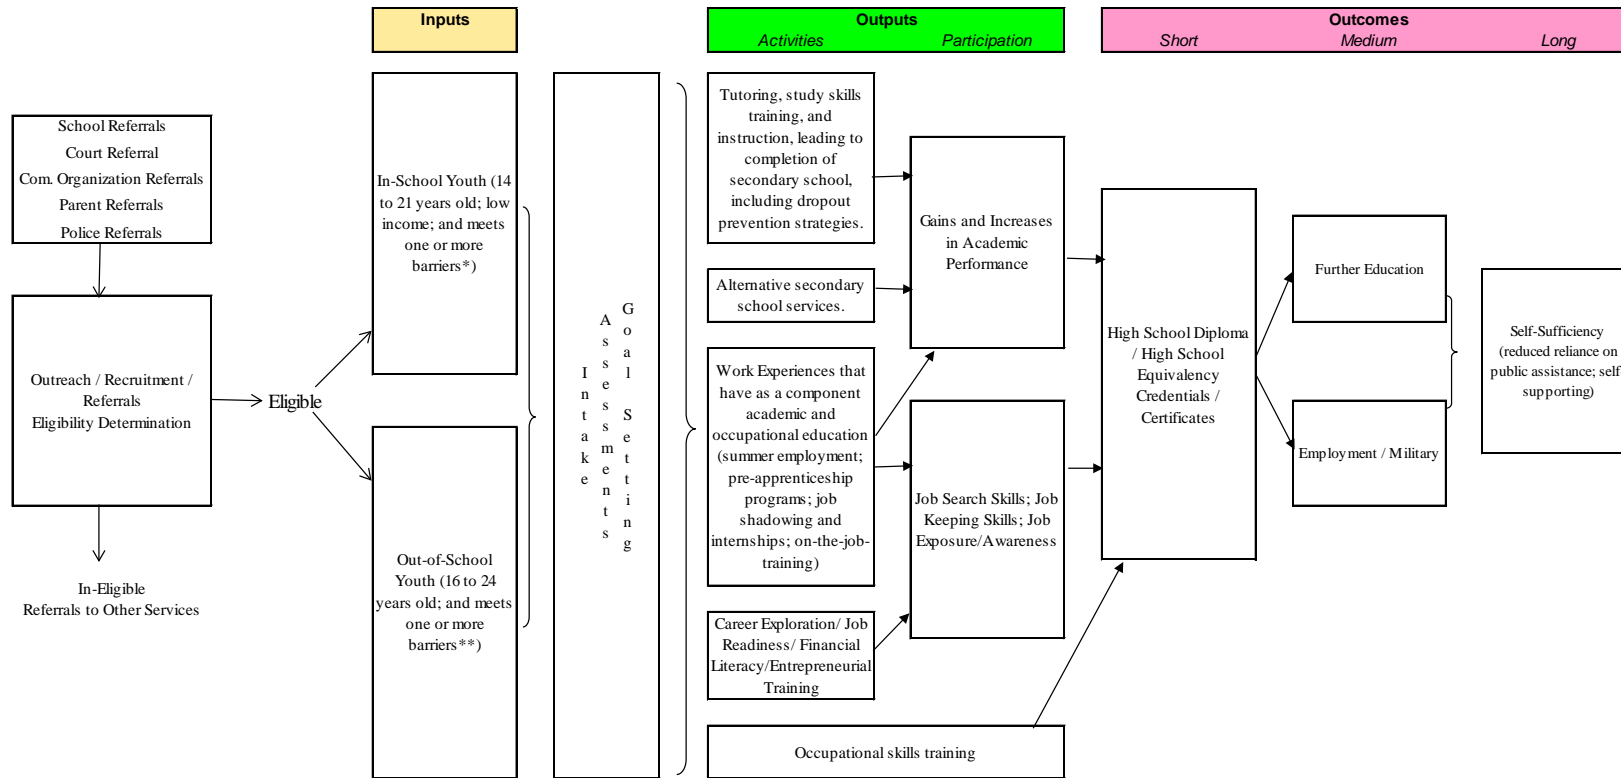 Inputs
Outputs
Activities
Participation
Outcomes
Short
Medium
Long
School Referrals
Court Referral
Com. Organization Referrals
Parent Referrals
Police Referrals
Outreach / Recruitment /
Referrals
Eligibility Determination
In-Eligible
Referrals to Other Services
Eligible
In-School Youth (14
to 21 years old; low
income; and meets
one or more
barriers*)
Out-of-School
Youth (16 to 24
years old; and meets
one or more
barriers**)
Intake
Assessments
Goal Setting
Tutoring, study skills
training, and
instruction, leading to
completion of
secondary school,
including dropout
prevention strategies.
Alternative secondary
school services.
Work Experiences that
have as a component
academic and
occupational education
(summer employment;
pre-apprenticeship
programs; job
shadowing and
internships; on-the-job-
training)
Career Exploration/ Job
Readiness/ Financial
Literacy/Entrepreneurial
Training
Occupational skills training
Gains and Increases
in Academic
Performance
Job Search Skills; Job
Keeping Skills; Job
Exposure/Awareness
High School Diploma
/ High School
Equivalency
Credentials /
Certificates
Further Education
Employment / Military
Self-Sufficiency
(reduced reliance on
public assistance; self
supporting)